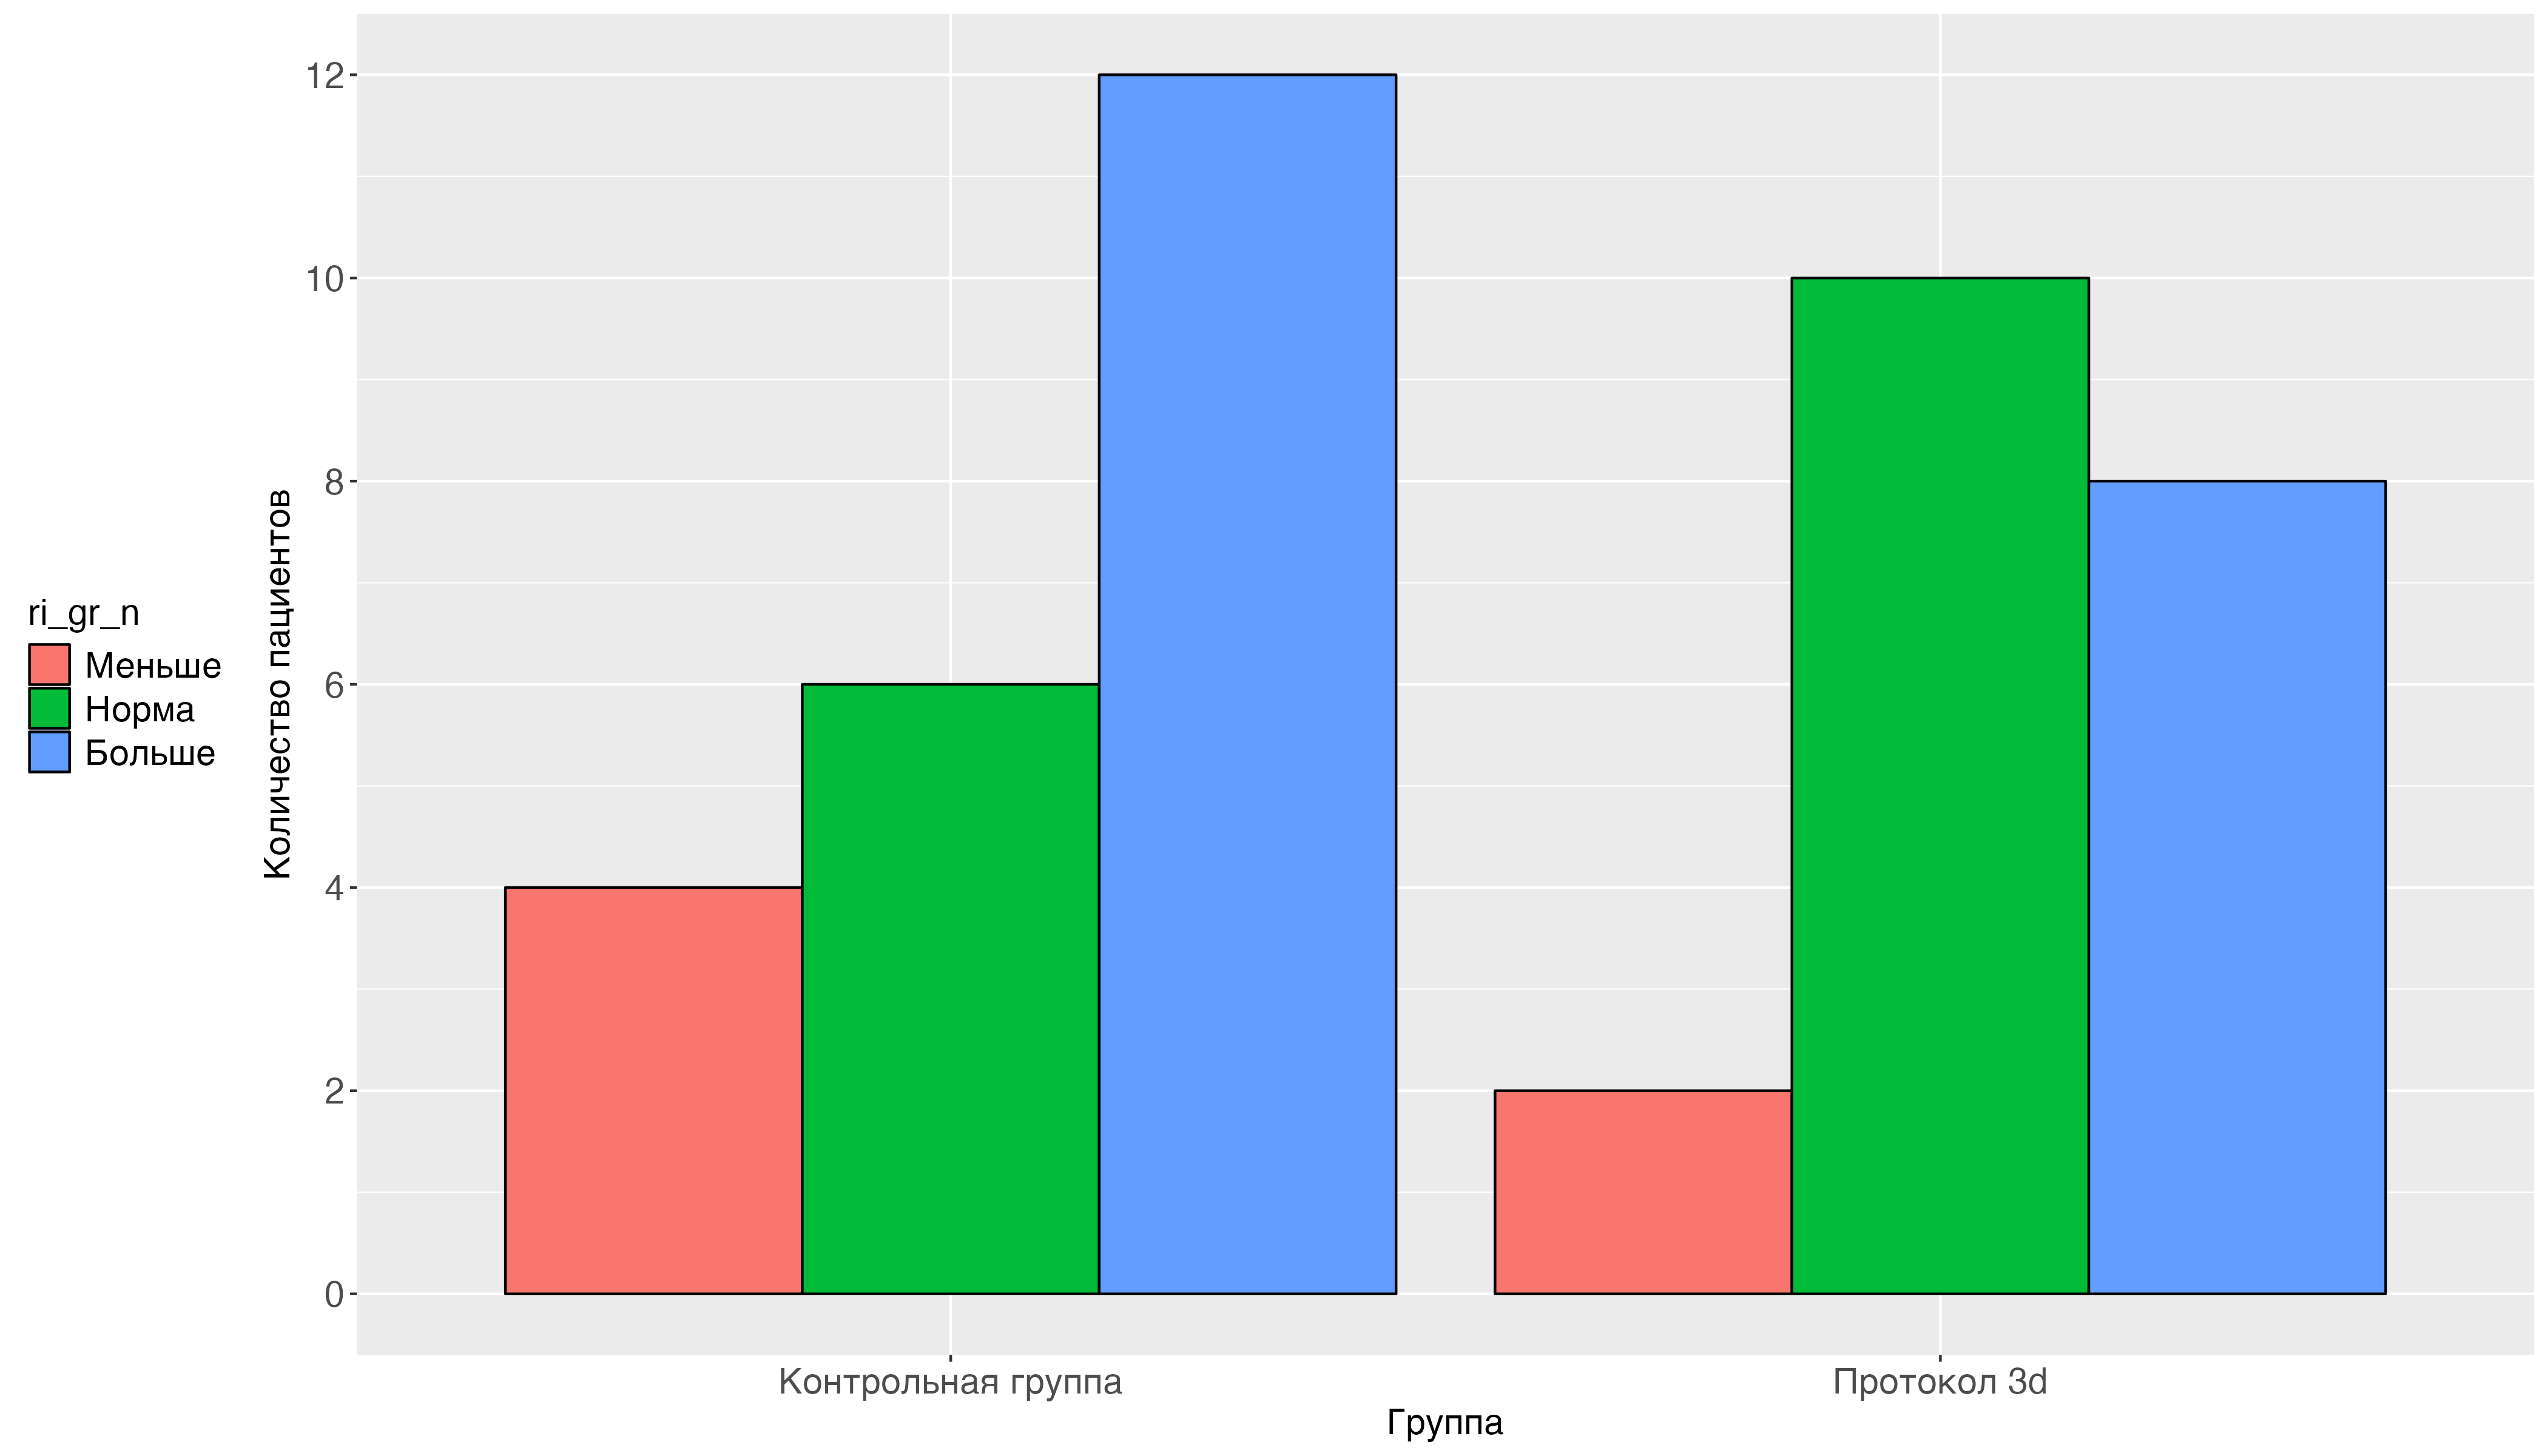 ri_gr_n
Меньше
Норма
Больше
Количество пациентов
12
10
8
6
4
2
0
Контрольная группа
Протокол 3d
Группа